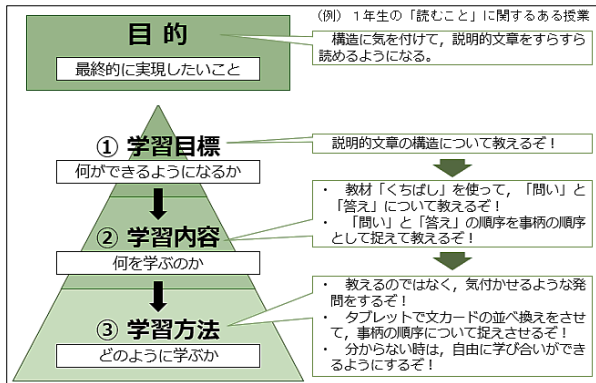 （例）１年生の「読むこと」に関するある授業
目 的
最終的に実現したいこと
構造に気を付けて，説明的文章をすらすら
読めるようになる。
① 学習目標
何ができるようになるか
説明的文章の構造について教えるぞ！
② 学習内容
何を学ぶのか
・ 教材「くちばし」を使って，「問い」と
「答え」について教えるぞ！
・ 「問い」と「答え」の順序を事柄の順序
として捉えて教えるぞ！
③ 学習方法
どのように学ぶか
・ 教えるのではなく，気付かせるような発
問をするぞ！
・ タブレットで文カードの並べ換えをさせ
て，事柄の順序について捉えさせるぞ！
・ 分からない時は，自由に学び合いができ
るようにするぞ！